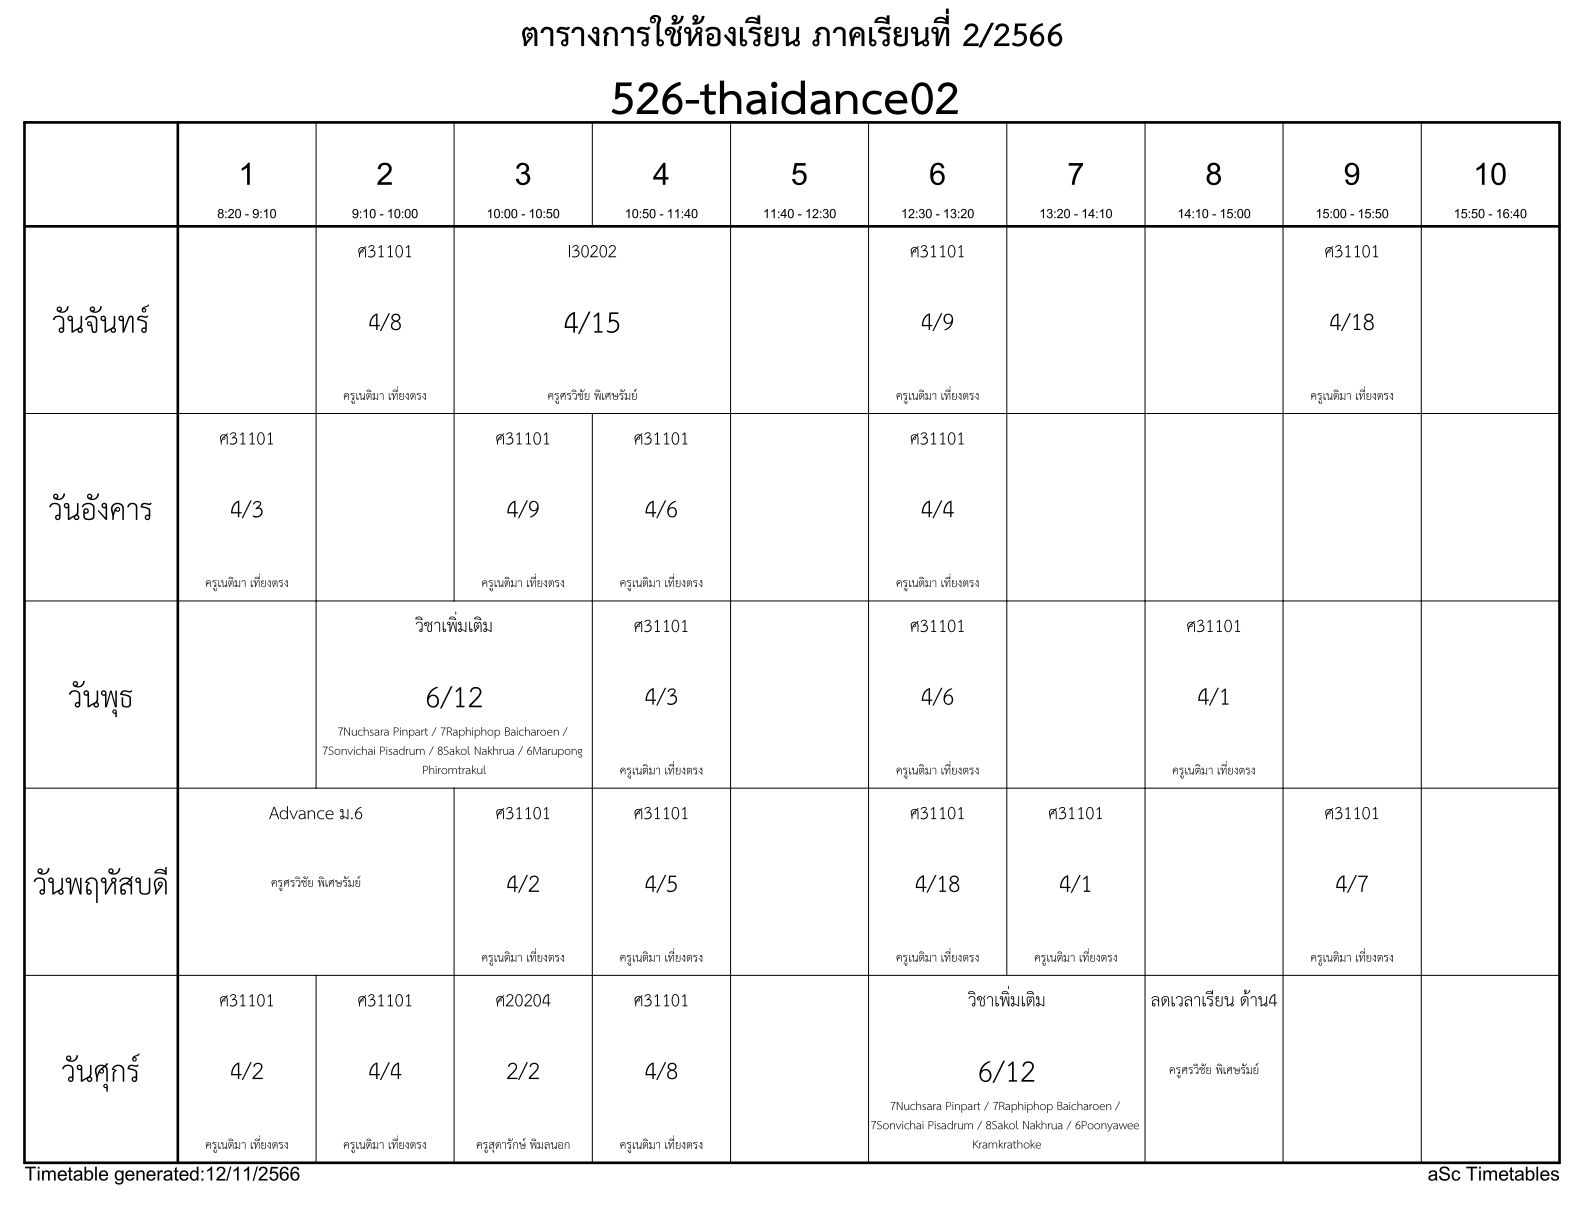 ตารางการใช้ห้องเรียน ภาคเรียนที่ 2/2566
526-thaidance02
1 2 3 4 5 6 7 8 9 10
8:20 - 9:10 9:10 - 10:00 10:00 - 10:50 10:50 - 11:40 11:40 - 12:30 12:30 - 13:20 13:20 - 14:10 14:10 - 15:00 15:00 - 15:50 15:50 - 16:40
ศ31101 I30202 ศ31101 ศ31101
วันจันทร์ 4/8 4/15 4/9 4/18
ครูเนติมา เที่ยงตรง ครูศรวิชัย พิเศษรัมย์ ครูเนติมา เที่ยงตรง ครูเนติมา เที่ยงตรง
ศ31101 ศ31101 ศ31101 ศ31101
วันอังคาร 4/3 4/9 4/6 4/4
ครูเนติมา เที่ยงตรง ครูเนติมา เที่ยงตรง ครูเนติมา เที่ยงตรง ครูเนติมา เที่ยงตรง
วิชาเพิ่มเติม ศ31101 ศ31101 ศ31101
วันพุธ 6/12 4/3 4/6 4/1
7Nuchsara Pinpart / 7Raphiphop Baicharoen /
7Sonvichai Pisadrum / 8Sakol Nakhrua / 6Marupong
Phiromtrakul ครูเนติมา เที่ยงตรง ครูเนติมา เที่ยงตรง ครูเนติมา เที่ยงตรง
Advance ม.6 ศ31101 ศ31101 ศ31101 ศ31101 ศ31101
วันพฤหัสบดี ครูศรวิชัย พิเศษรัมย์ 4/2 4/5 4/18 4/1 4/7
ครูเนติมา เที่ยงตรง ครูเนติมา เที่ยงตรง ครูเนติมา เที่ยงตรง ครูเนติมา เที่ยงตรง ครูเนติมา เที่ยงตรง
ศ31101 ศ31101 ศ20204 ศ31101 วิชาเพิ่มเติม ลดเวลาเรียน ด้าน4
วันศุกร์ 4/2 4/4 2/2 4/8 6/12 ครูศรวิชัย พิเศษรัมย์
7Nuchsara Pinpart / 7Raphiphop Baicharoen /
7Sonvichai Pisadrum / 8Sakol Nakhrua / 6Poonyawee
ครูเนติมา เที่ยงตรง ครูเนติมา เที่ยงตรง ครูสุดารักษ์ พิมลนอก ครูเนติมา เที่ยงตรง Kramkrathoke
Timetable generated:12/11/2566 aSc Timetables